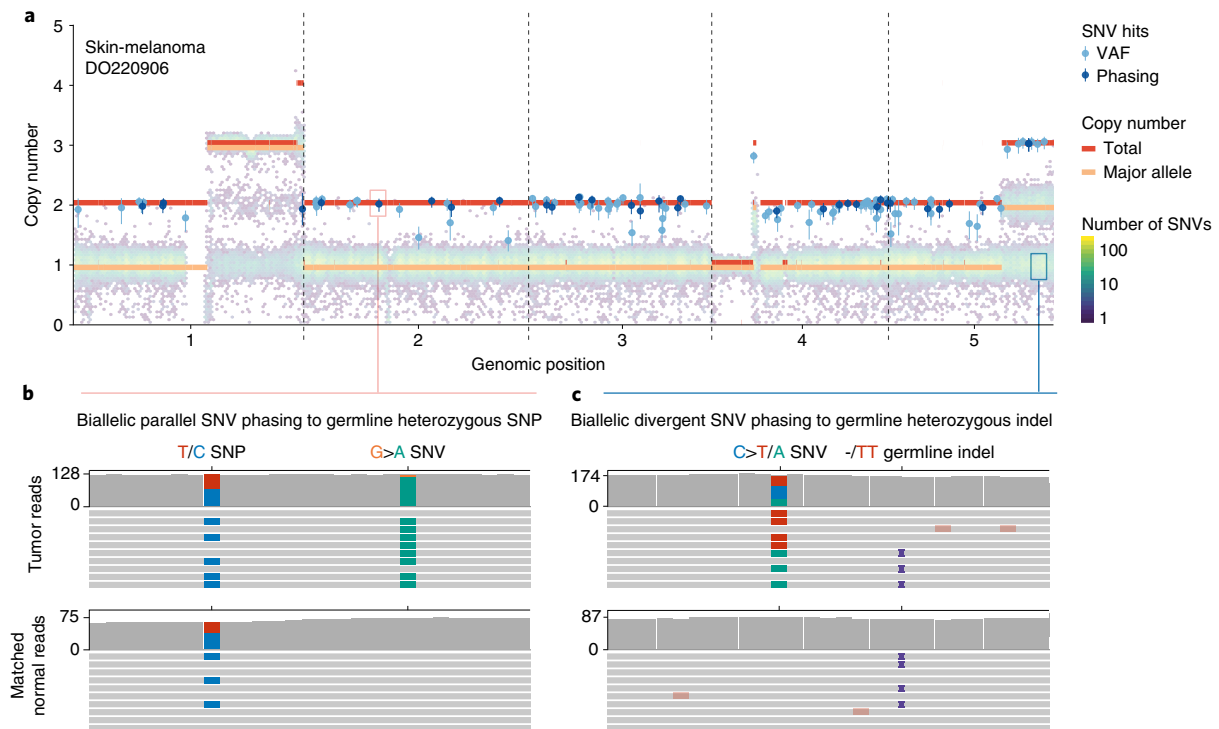 a
5
4
3
2
1
0
Copy number
Skin-melanoma
DO220906
1
2
3
4
5
Genomic position
SNV hits
VAF
Phasing
Copy number
Total
Major allele
Number of SNVs
100
10
1
b
Biallelic parallel SNV phasing to germline heterozygous SNP
T/C SNP
G>A SNV
128
0
Tumor reads
75
0
Matched
normal reads
c
Biallelic divergent SNV phasing to germline heterozygous indel
C>T/A SNV
-/TT germline indel
174
0
87
0